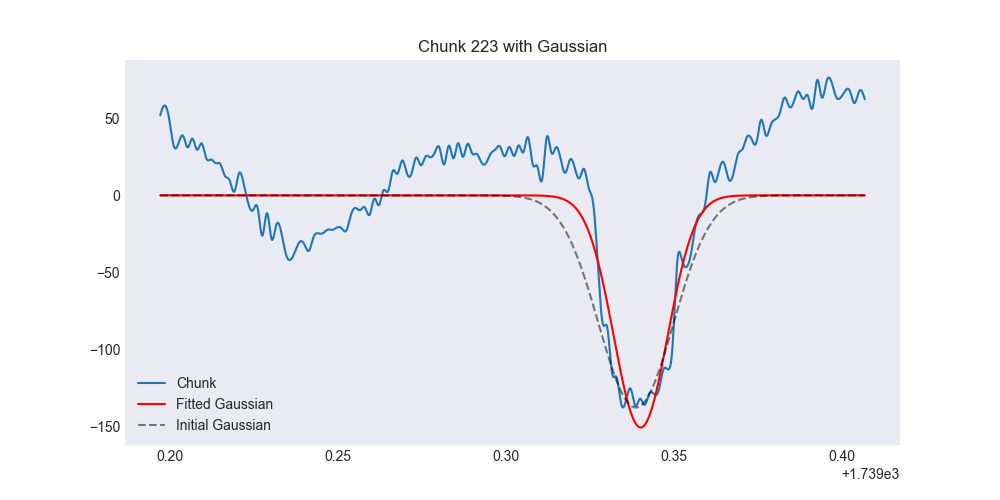 Chunk 223 with Gaussian
50
0
−50
−100
−150
Chunk
Fitted Gaussian
Initial Gaussian
0.20 0.25 0.30 0.35 0.40
+1.739e3